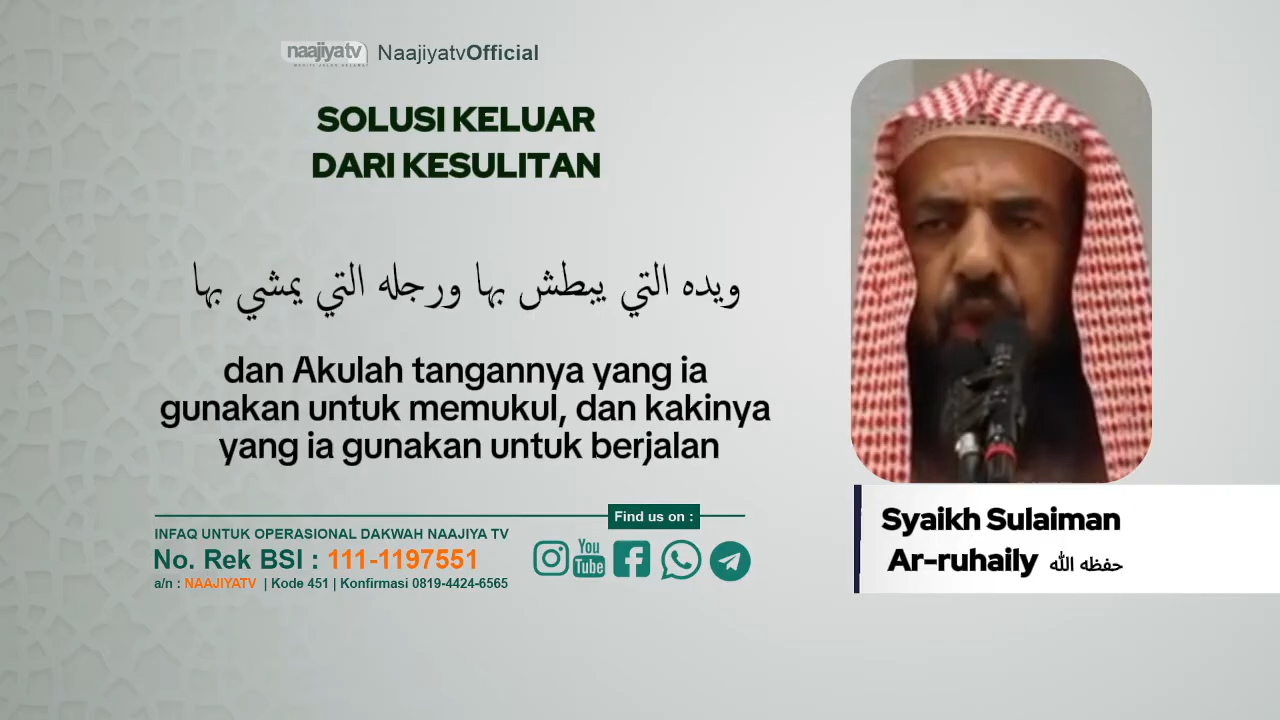 naajiyatv NaajiyatvOfficial
SOLUSI KELUAR
DARI KESULITAN
ويده التي يبطش بها ورجله التي يمشي بها
dan Akulah tangannya yang ia
gunakan untuk memukul, dan kakinya
yang ia gunakan untuk berjalan
Find us on :
INFAQ UNTUK OPERASIONAL DAKWAH NAAJIYA TV
No. Rek BSI : 111-1197551
a/n : NAAJIYATV | Kode 451 | Konfirmasi 0819-4424-6565
You
Tube
Syaikh Sulaiman
Ar-ruhaily حفظه الله